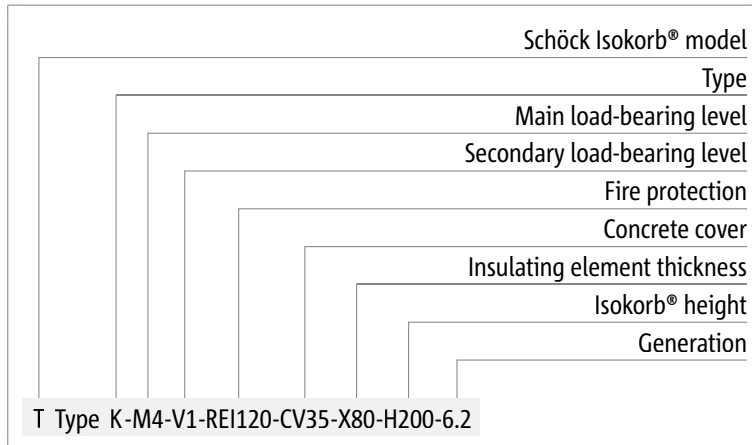 Schöck Isokorb® model
Type
Main load-bearing level
Secondary load-bearing level
Fire protection
Concrete cover
Insulating element thickness
Isokorb® height
Generation
T Type K-M4-V1-REI120-CV35-X80-H200-6.2